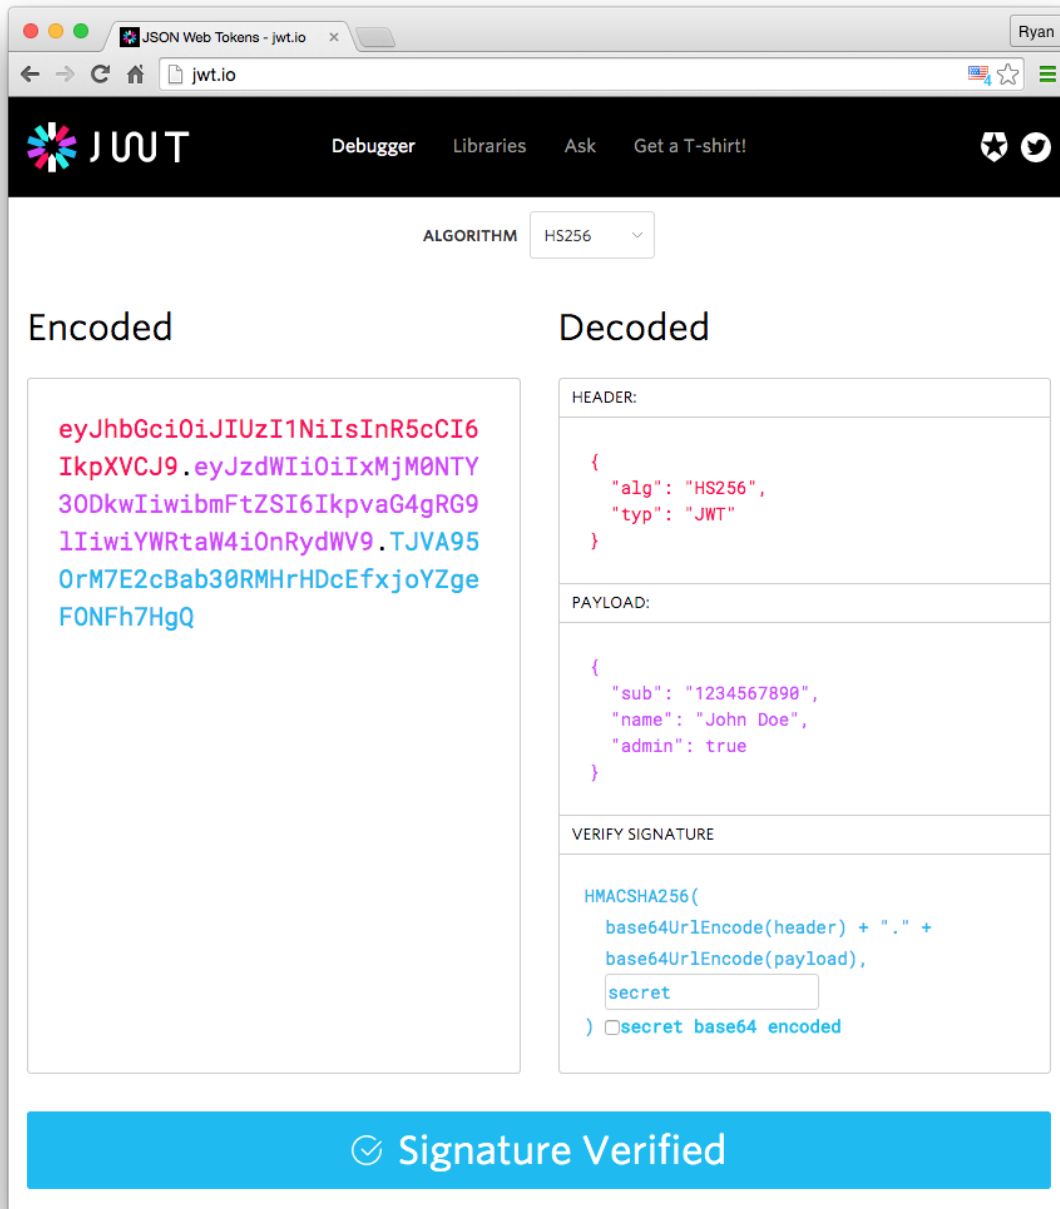 JSON Web Tokens - jwt.io
Ryan
jwt.io
4
JWT
Debugger Libraries Ask Get a T-shirt!
ALGORITHM HS256
Encoded
eyJhbGciOiJIUzI1NiIsInR5cCI6
IkpXVCJ9.eyJzdWIiOiIxMjM0NTY
3ODkwIiwibmFtZSI6IkpvaG4gRG9
lIiwiYWRtaW4iOnRydWV9.TJVA95
OrM7E2cBab30RMHrHDcEfxjoYZge
FONFh7HgQ
Decoded
HEADER:
{
"alg": "HS256",
"typ": "JWT"
}
PAYLOAD:
{
"sub": "1234567890",
"name": "John Doe",
"admin": true
}
VERIFY SIGNATURE
HMACSHA256(
base64UrlEncode(header) + "." +
base64UrlEncode(payload),
secret
) secret base64 encoded
Signature Verified